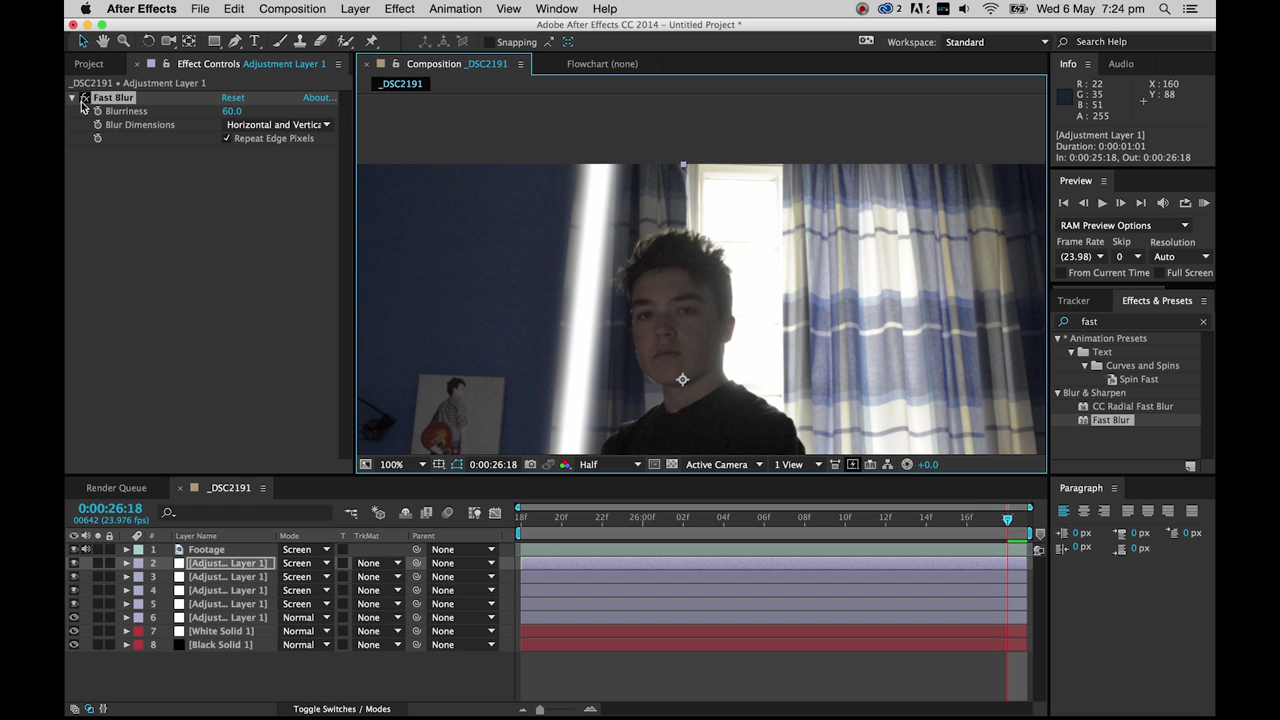 After Effects File Edit Composition Layer Effect Animation View Window Help 2 2 Wed 6 May 7:24 pm
Adobe After Effects CC 2014 - Untitled Project *
Snapping Workspace: Standard Search Help
Project Effect Controls Adjustment Layer 1
_DSC2191 • Adjustment Layer 1
Fast Blur Reset About...
Blurriness 60.0
Blur Dimensions Horizontal and Vertica
Repeat Edge Pixels
Composition _DSC2191 Flowchart (none)
_DSC2191
100% 0:00:26:18 Half Active Camera 1 View +0.0
Info Audio
R : 22 X : 160
G : 35 Y : 88
B : 51
A : 255
[Adjustment Layer 1]
Duration: 0:00:01:01
In: 0:00:25:18, Out: 0:00:26:18
Preview
RAM Preview Options
Frame Rate Skip Resolution
(23.98) 0 Auto
From Current Time Full Screen
Tracker Effects & Presets
fast
* Animation Presets
Text
Curves and Spins
Spin Fast
Blur & Sharpen
CC Radial Fast Blur
Fast Blur
Render Queue _DSC2191
0:00:26:18
00642 (23.976 fps)
18f 20f 22f 26:00f 02f 04f 06f 08f 10f 12f 14f 16f
# Layer Name Mode T TrkMat Parent
1 Footage Screen None
2 [Adjust... Layer 1] Screen None None
3 [Adjust... Layer 1] Screen None None
4 [Adjust... Layer 1] Screen None None
5 [Adjust... Layer 1] Screen None None
6 [Adjust... Layer 1] Normal None None
7 [White Solid 1] Normal None None
8 [Black Solid 1] Normal None None
Toggle Switches / Modes
Paragraph
0 px 0 px 0 px
0 px 0 px